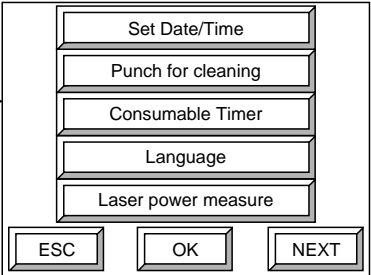 Set Date/Time
Punch for cleaning
Consumable Timer
Language
Laser power measure
ESC OK NEXT